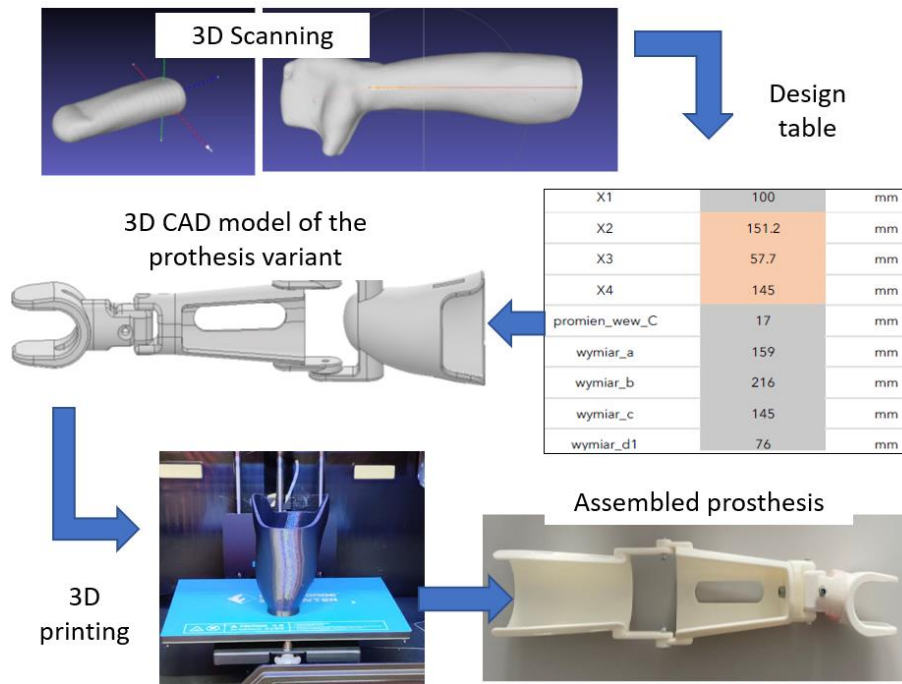 3D Scanning
Design
table
3D CAD model of the
prothesis variant
X1 100 mm
X2 151.2 mm
X3 57.7 mm
X4 145 mm
promien_wew_C 17 mm
wymiar_a 159 mm
wymiar_b 216 mm
wymiar_c 145 mm
wymiar_d1 76 mm
Assembled prosthesis
3D
printing